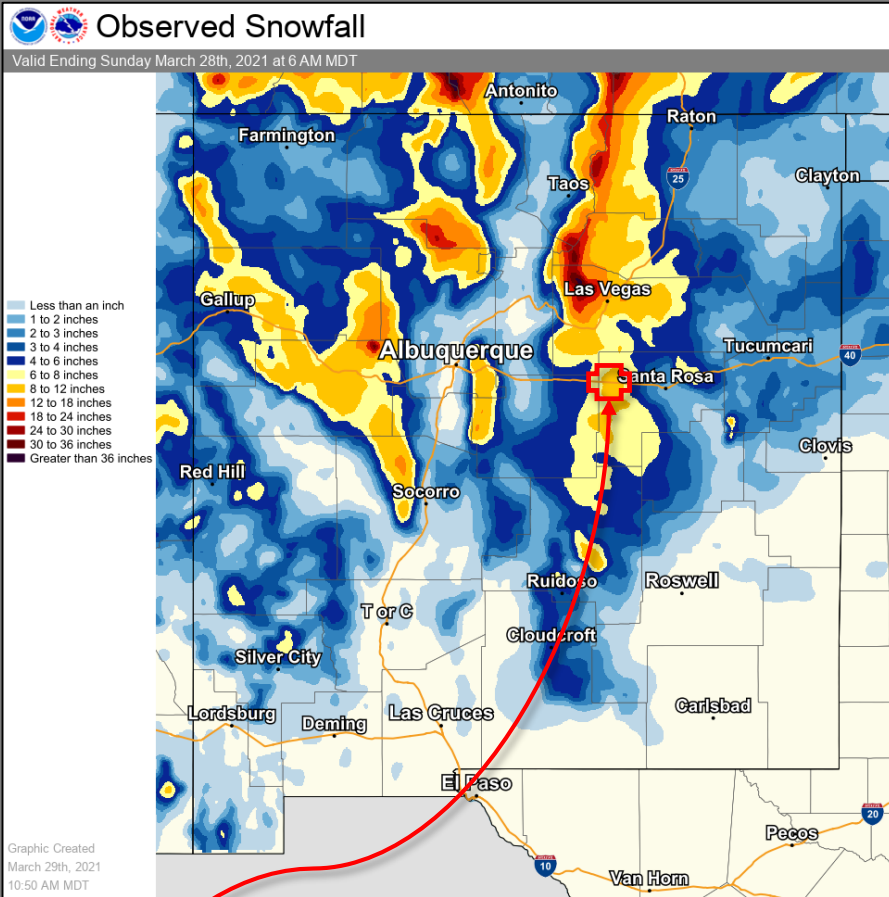 NOAA
Observed Snowfall
Valid Ending Sunday March 28th, 2021 at 6 AM MDT
Antonito
Raton
Farmington
25
Taos
Clayton
Less than an inch
1 to 2 inches
2 to 3 inches
3 to 4 inches
4 to 6 inches
6 to 8 inches
8 to 12 inches
12 to 18 inches
18 to 24 inches
24 to 30 inches
30 to 36 inches
Greater than 36 inches
Gallup
Las Vegas
Albuquerque
Tucumcari
40
Santa Rosa
Clovis
Red Hill
Socorro
Ruidoso
Roswell
T or C
Cloudcroft
Silver City
Carlsbad
Lordsburg
Deming
Las Cruces
El Paso
20
Pecos
10
Van Horn
Graphic Created
March 29th, 2021
10:50 AM MDT